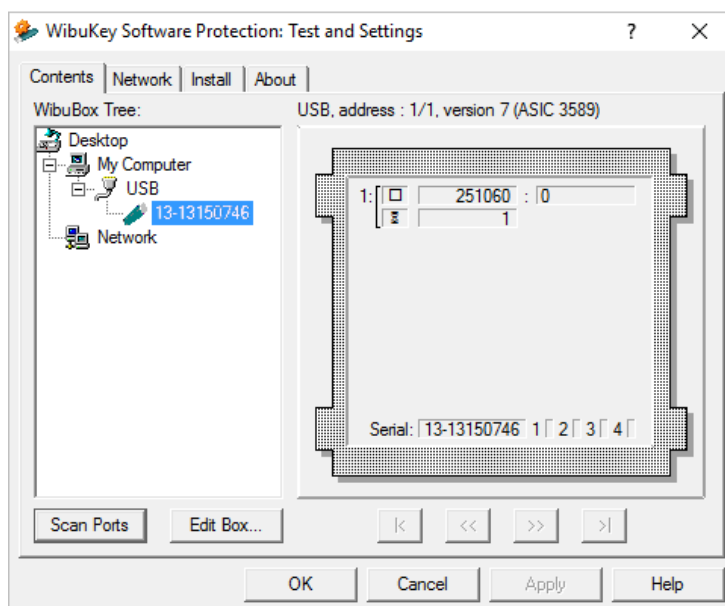 WibuKey Software Protection: Test and Settings ?
Contents Network Install About
WibuBox Tree:
USB, address : 1/1, version 7 (ASIC 3589)
Desktop
My Computer
USB
13-13150746
Network
1: 251060 : 0
1
Serial: 13-13150746 1 2 3 4
Scan Ports Edit Box... |< << >> >|
OK Cancel Apply Help